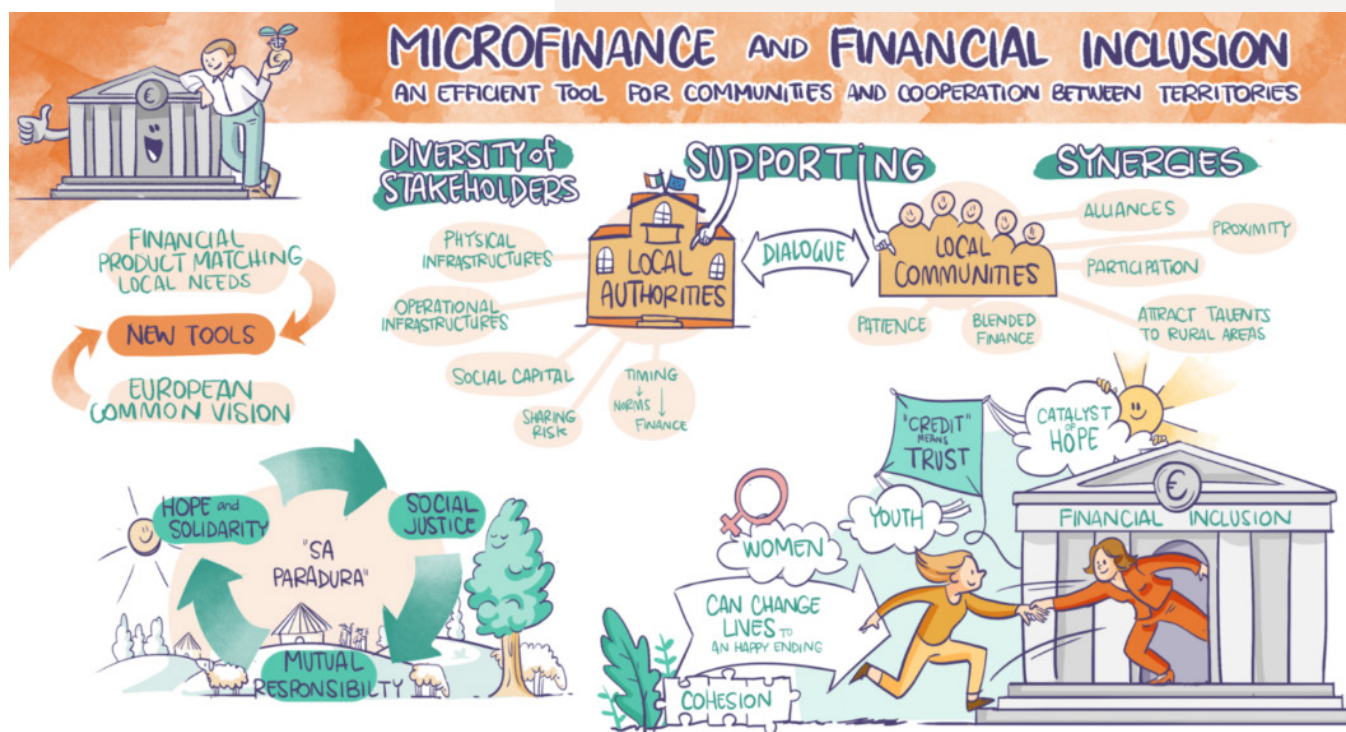 MICROFINANCE AND FINANCIAL INCLUSION
AN EFFICIENT TOOL FOR COMMUNITIES AND COOPERATION BETWEEN TERRITORIES
€
FINANCIAL
PRODUCT MATCHING
LOCAL NEEDS
NEW TOOLS
EUROPEAN
COMMON VISION
DIVERSITY of
STAKEHOLDERS
SUPPORTING
SYNERGIES
PHYSICAL
INFRASTRUCTURES
OPERATIONAL
INFRASTRUCTURES
SOCIAL CAPITAL
SHARING
RISK
TIMING
NORMS
FINANCE
LOCAL
AUTHORITIES
DIALOGUE
LOCAL
COMMUNITIES
ALLIANCES
PROXIMITY
PARTICIPATION
ATTRACT TALENTS
TO RURAL AREAS
PATIENCE
BLENDED
FINANCE
HOPE and
SOLIDARITY
SOCIAL
JUSTICE
"SA
PARADURA"
MUTUAL
RESPONSIBILTY
"CREDIT"
MEANS
TRUST
CATALYST
OF
HOPE
WOMEN
YOUTH
CAN CHANGE
LIVES TO
AN HAPPY ENDING
COHESION
€
FINANCIAL INCLUSION